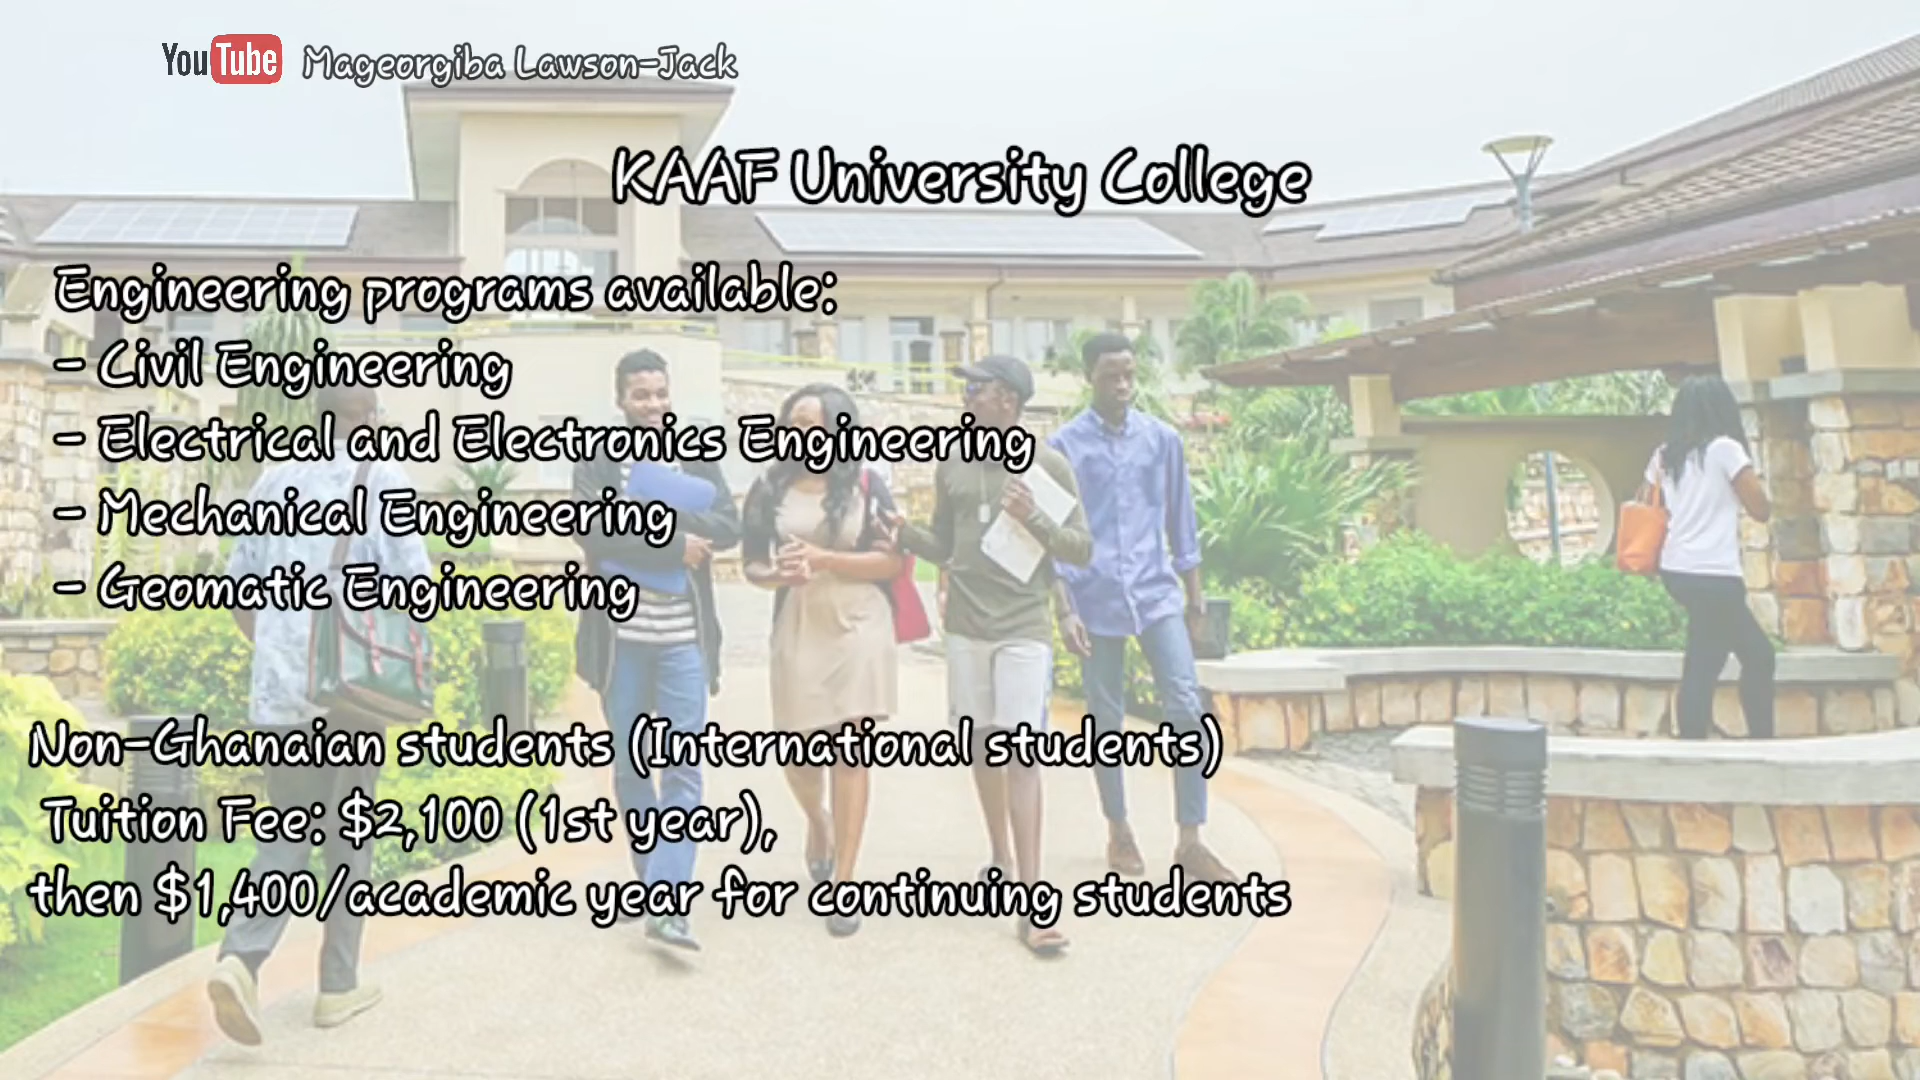 YouTube Mageorgiba Lawson-Jack
KAAF University College
Engineering programs available:
- Civil Engineering
- Electrical and Electronics Engineering
- Mechanical Engineering
- Geomatic Engineering
Non-Ghanaian students (International students)
Tuition Fee: $2,100 (1st year),
then $1,400/academic year for continuing students